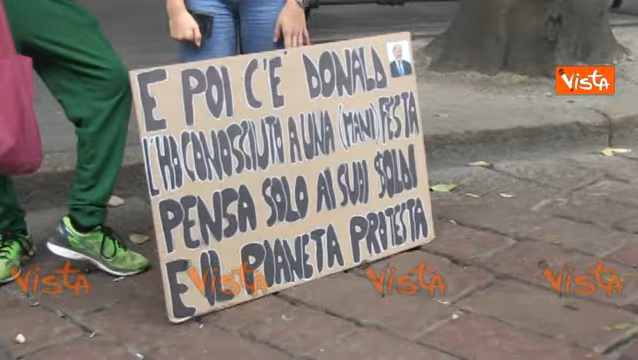 E POI C'È DONALD
L'HO CONOSCIUTO A UNA (MANI) FESTA
PENSA SOLO AI SUOI SOLDI
E IL PIANETA PROTESTA
VISTA
VISTA VISTA VISTA VISTA